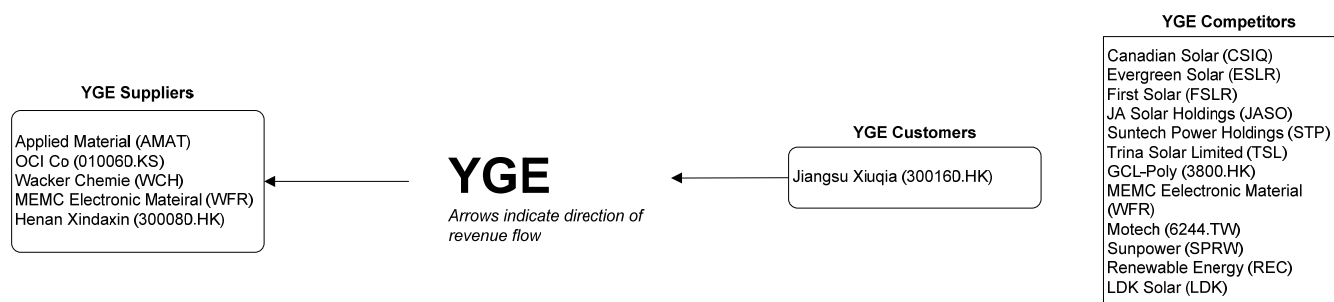 YGE Suppliers
Applied Material (AMAT)
OCI Co (010060.KS)
Wacker Chemie (WCH)
MEMC Electronic Mateiral (WFR)
Henan Xindaxin (300080.HK)
YGE
Arrows indicate direction of
revenue flow
YGE Customers
Jiangsu Xiuqia (300160.HK)
YGE Competitors
Canadian Solar (CSIQ)
Evergreen Solar (ESLR)
First Solar (FSLR)
JA Solar Holdings (JASO)
Suntech Power Holdings (STP)
Trina Solar Limited (TSL)
GCL-Poly (3800.HK)
MEMC Eelectronic Material
(WFR)
Motech (6244.TW)
Sunpower (SPRW)
Renewable Energy (REC)
LDK Solar (LDK)